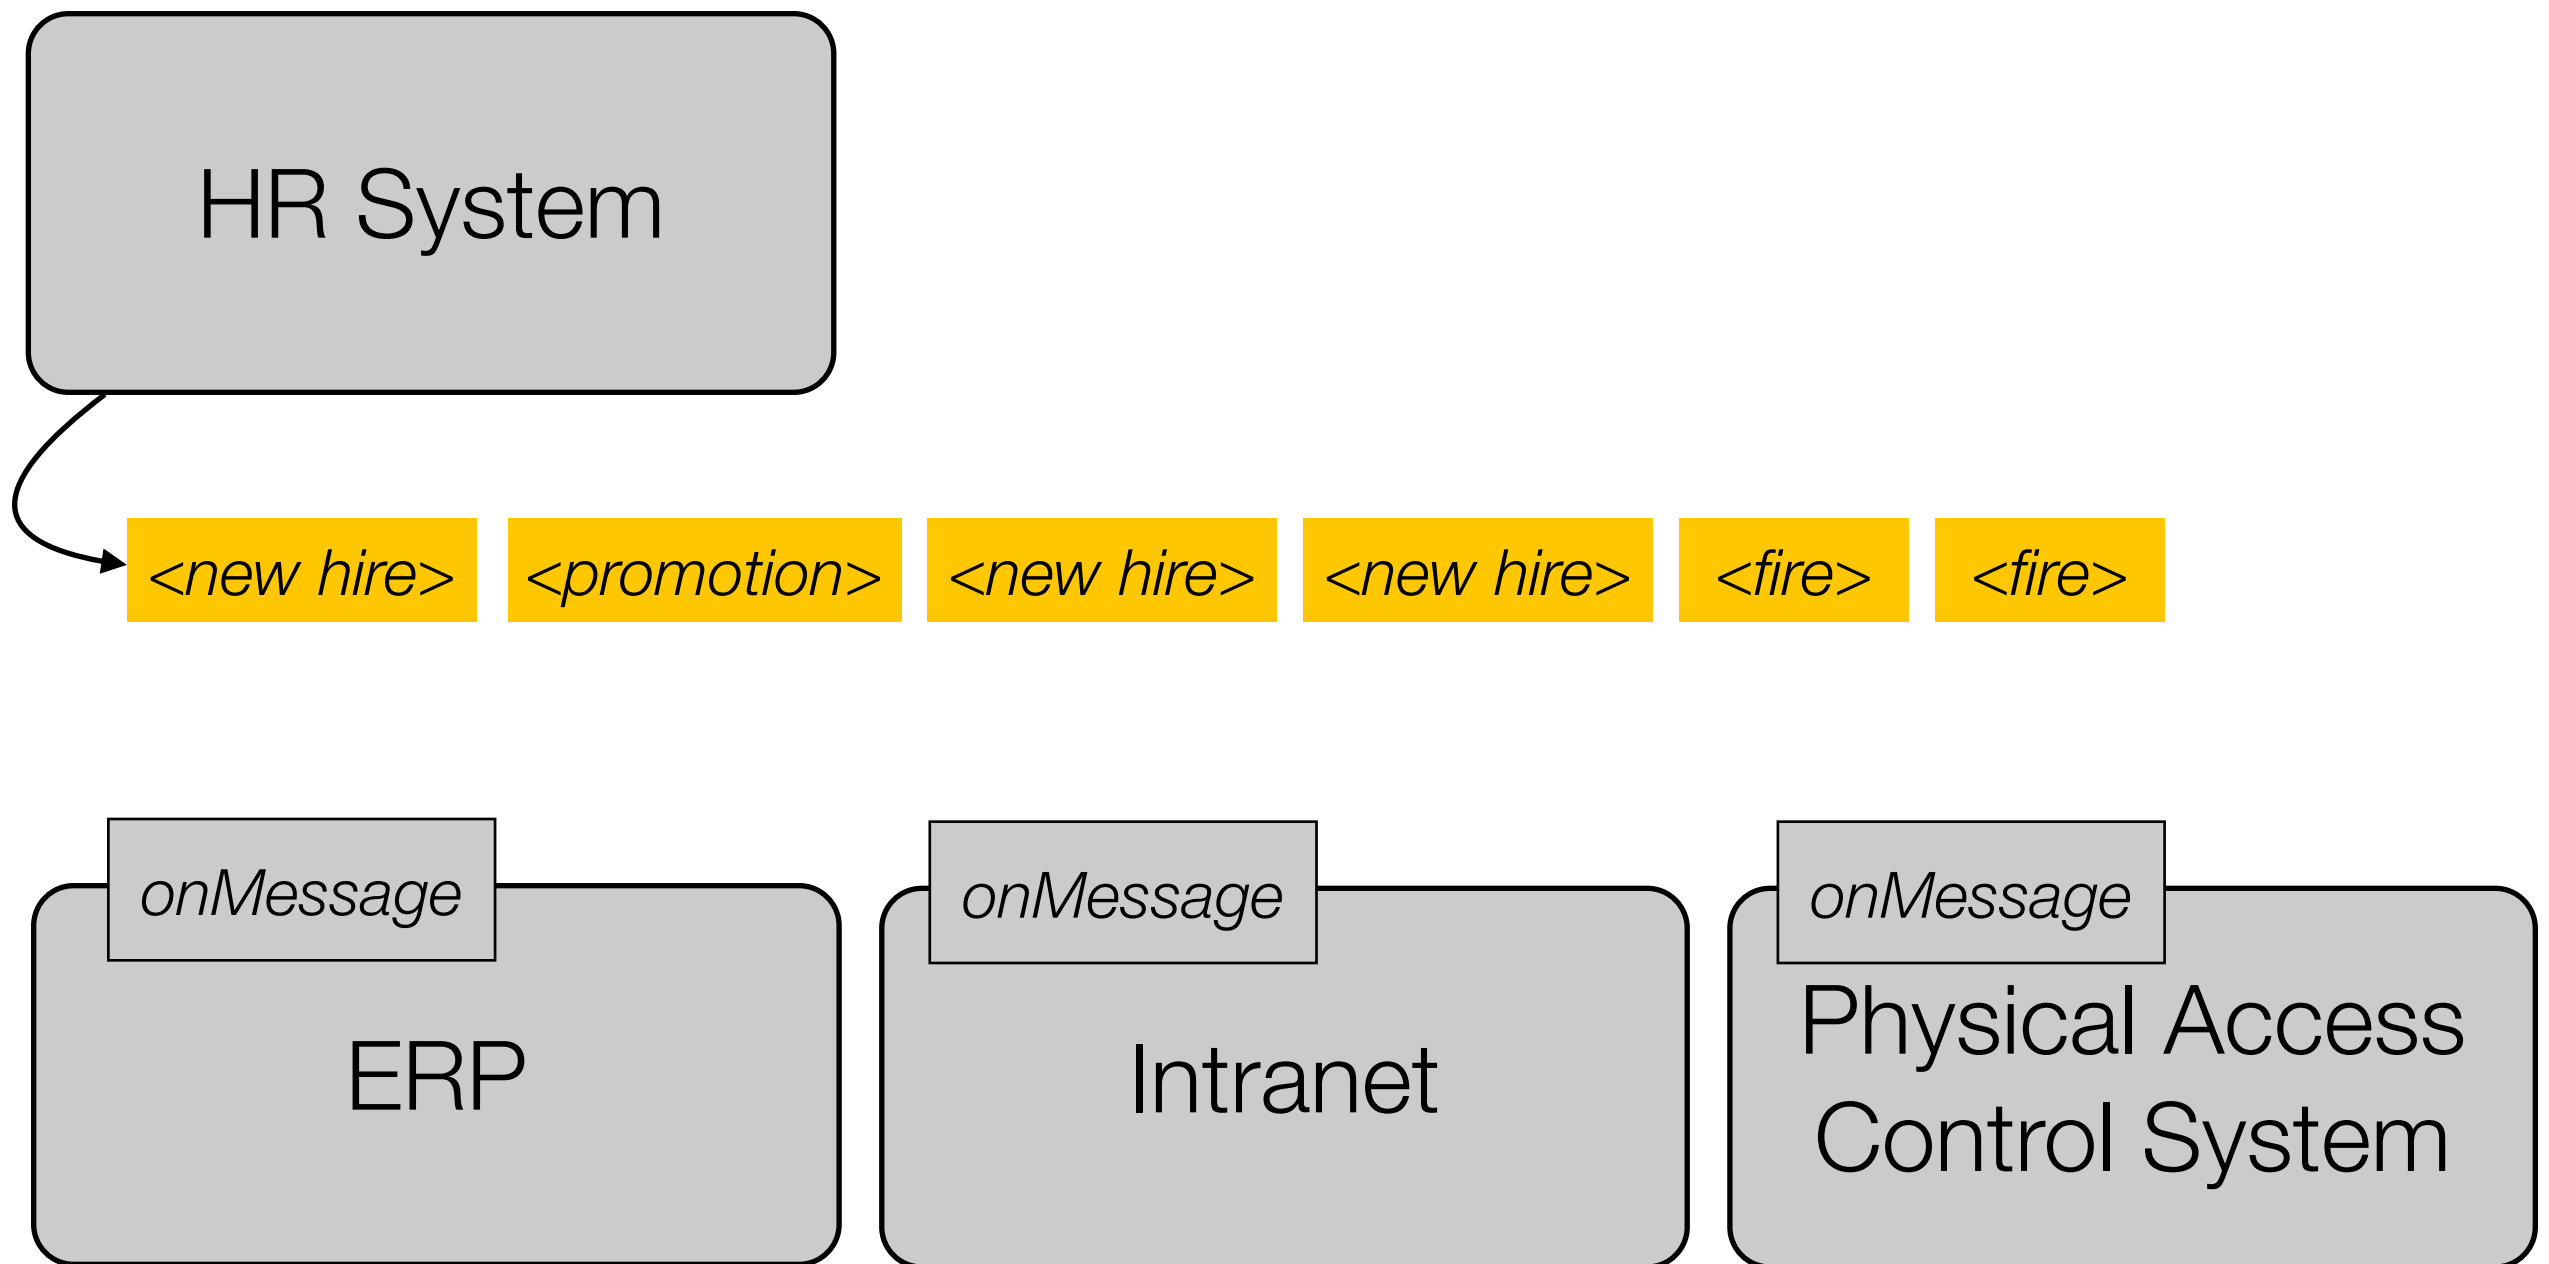 HR System
<new hire> <promotion> <new hire> <new hire> <fire> <fire>
onMessage
ERP
onMessage
Intranet
onMessage
Physical Access
Control System